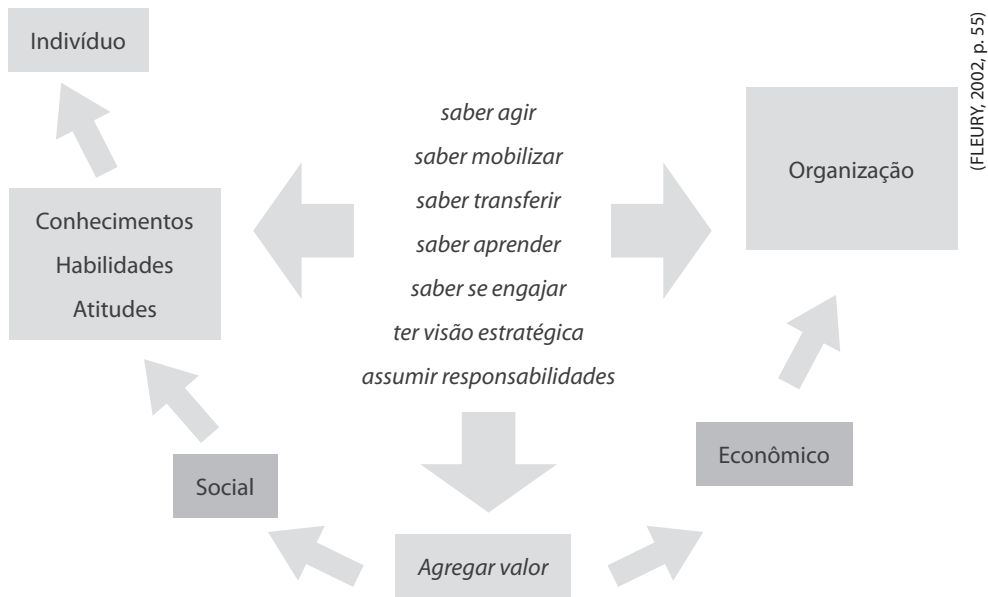 Indivíduo
Conhecimentos
Habilidades
Atitudes
saber agir
saber mobilizar
saber transferir
saber aprender
saber se engajar
ter visão estratégica
assumir responsabilidades
Organização
(FLEURY, 2002, p. 55)
Social
Econômico
Agregar valor